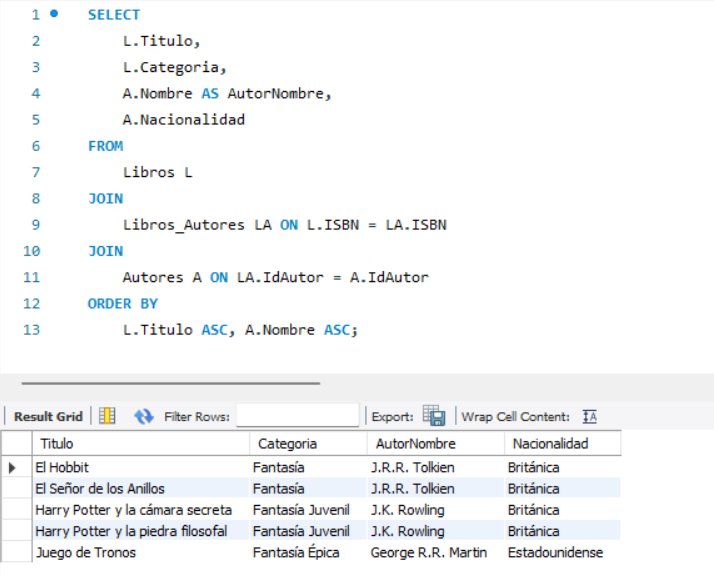 1 SELECT
2 L.Titulo,
3 L.Categoria,
4 A.Nombre AS AutorNombre,
5 A.Nacionalidad
6 FROM
7 Libros L
8 JOIN
9 Libros_Autores LA ON L.ISBN = LA.ISBN
10 JOIN
11 Autores A ON LA.IdAutor = A.IdAutor
12 ORDER BY
13 L.Titulo ASC, A.Nombre ASC;
Result Grid Filter Rows: Export: Wrap Cell Content: IA
Titulo Categoria AutorNombre Nacionalidad
El Hobbit Fantasía J.R.R. Tolkien Británica
El Señor de los Anillos Fantasía J.R.R. Tolkien Británica
Harry Potter y la cámara secreta Fantasía Juvenil J.K. Rowling Británica
Harry Potter y la piedra filosofal Fantasía Juvenil J.K. Rowling Británica
Juego de Tronos Fantasía Épica George R.R. Martin Estadounidense